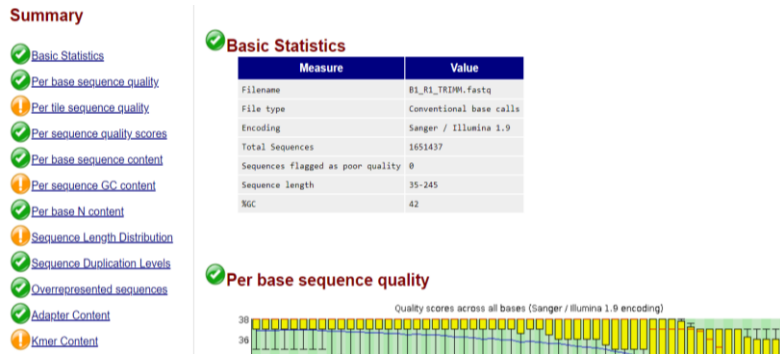 Summary
Basic Statistics
Per base sequence quality
Per tile sequence quality
Per sequence quality scores
Per base sequence content
Per sequence GC content
Per base N content
Sequence Length Distribution
Sequence Duplication Levels
Overrepresented sequences
Adapter Content
Kmer Content
Basic Statistics
Measure Value
Filename B1_R1_TRIMM.fastq
File type Conventional base calls
Encoding Sanger / Illumina 1.9
Total Sequences 1651437
Sequences flagged as poor quality 0
Sequence length 35-245
%GC 42
Per base sequence quality
Quality scores across all bases (Sanger / Illumina 1.9 encoding)
38
36